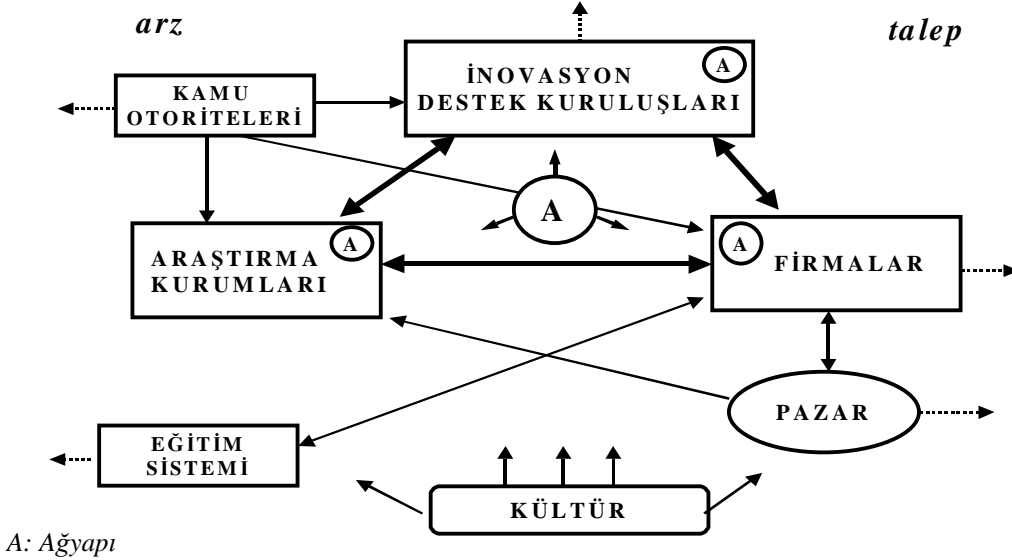 arz
talep
A
İNOVASYON
DESTEK KURULUŞLARI
KAMU
OTORİTELERİ
A
A
ARAŞTIRMA
KURUMLARI
A
FİRMALAR
PAZAR
EĞİTİM
SİSTEMİ
KÜLTÜR
A: Ağyapı